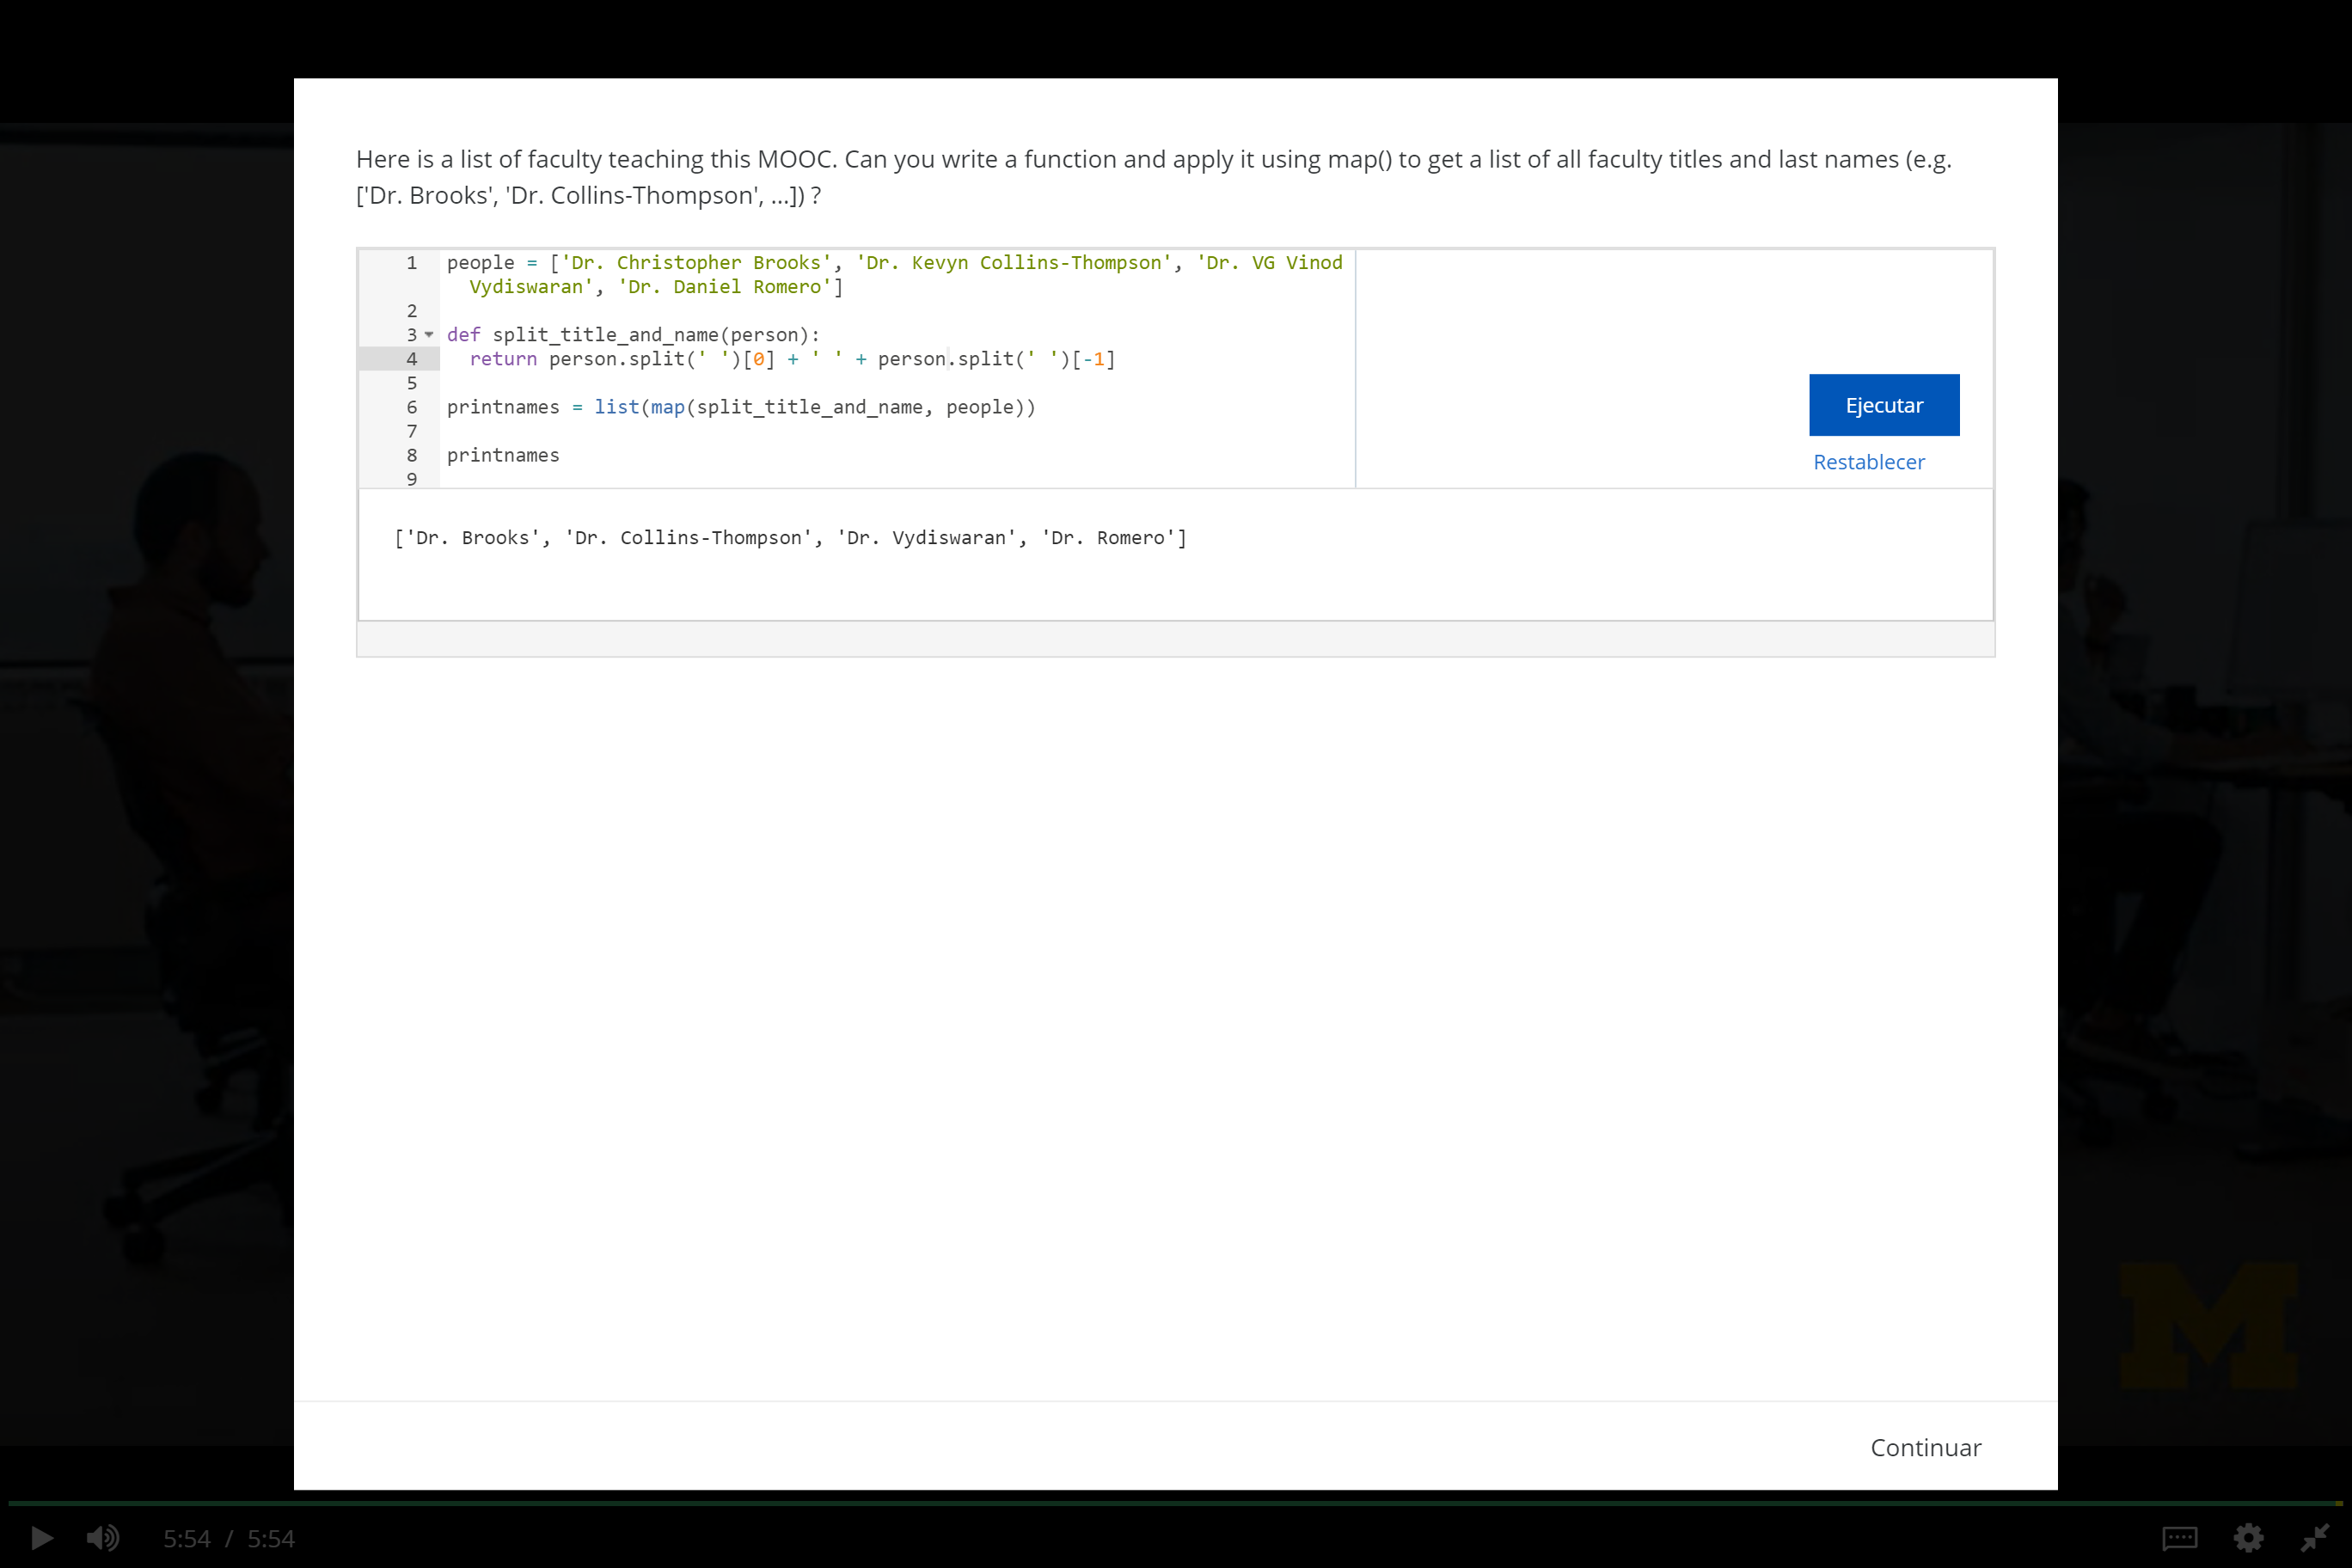 Here is a list of faculty teaching this MOOC. Can you write a function and apply it using map() to get a list of all faculty titles and last names (e.g.
['Dr. Brooks', 'Dr. Collins-Thompson', ...]) ?
1 people = ['Dr. Christopher Brooks', 'Dr. Kevyn Collins-Thompson', 'Dr. VG Vinod
Vydiswaran', 'Dr. Daniel Romero']
2
3 def split_title_and_name(person):
4 return person.split(' ')[0] + ' ' + person.split(' ')[-1]
5
6 printnames = list(map(split_title_and_name, people))
7
8 printnames
9
Ejecutar
Restablecer
['Dr. Brooks', 'Dr. Collins-Thompson', 'Dr. Vydiswaran', 'Dr. Romero']
M
Continuar
5:54 / 5:54